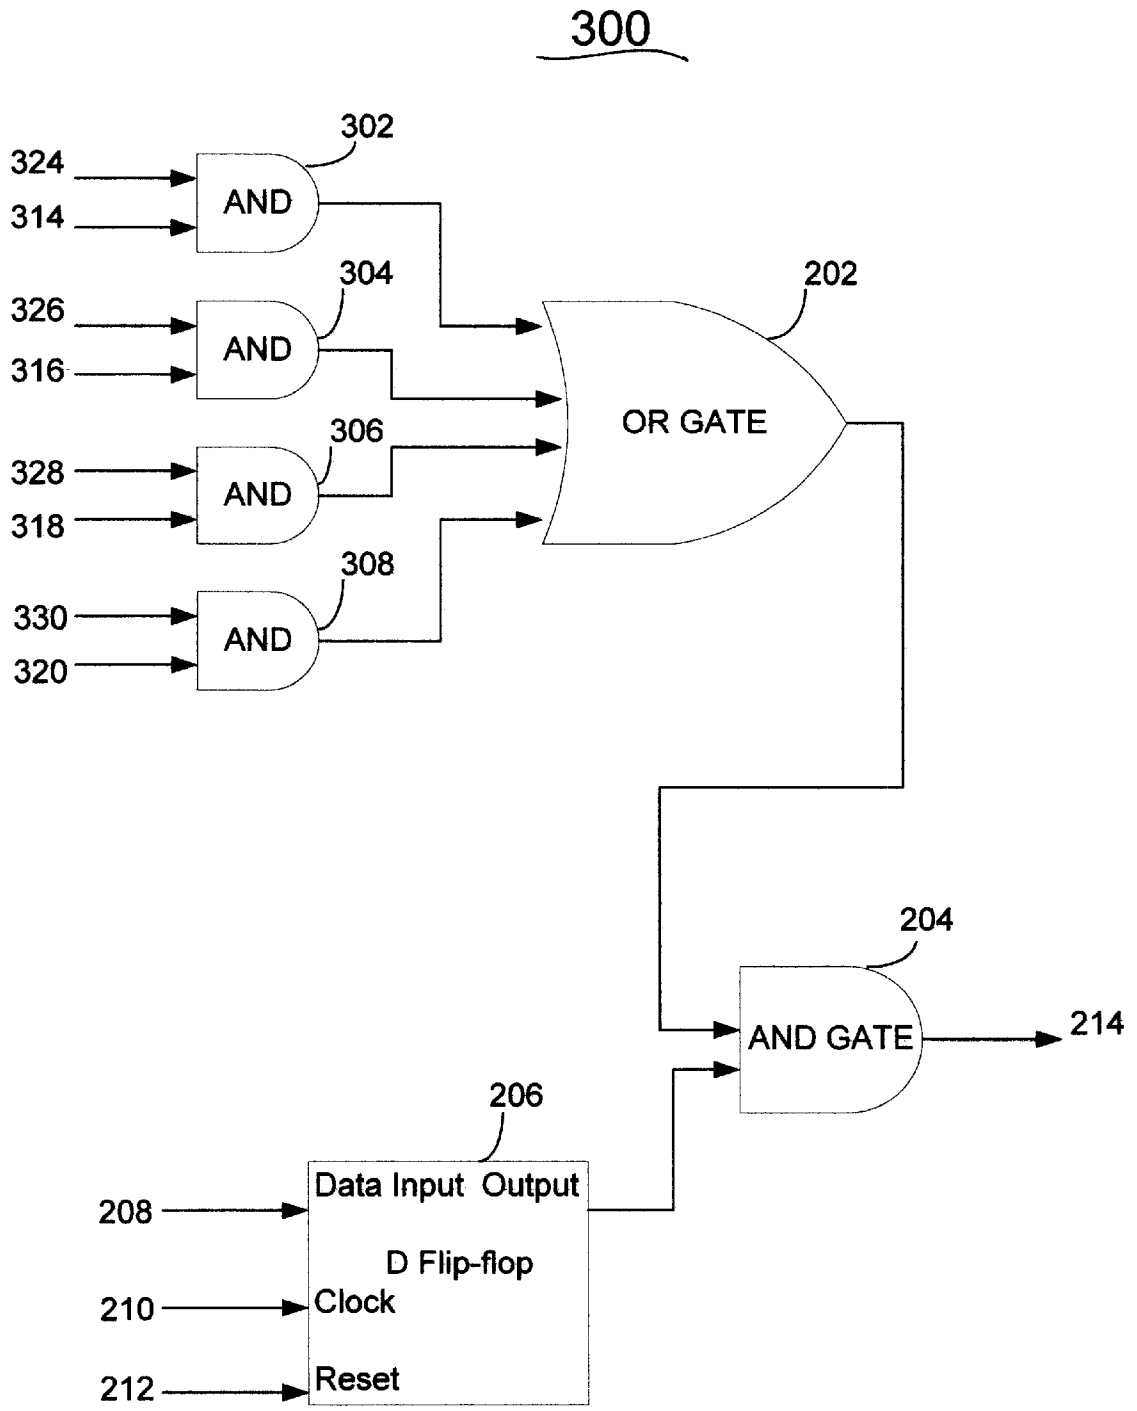 300
302
324
AND
314
304
326
AND
316
202
OR GATE
306
328
AND
318
308
330
AND
320
204
AND GATE
214
206
Data Input Output
208
D Flip-flop
210
Clock
212
Reset